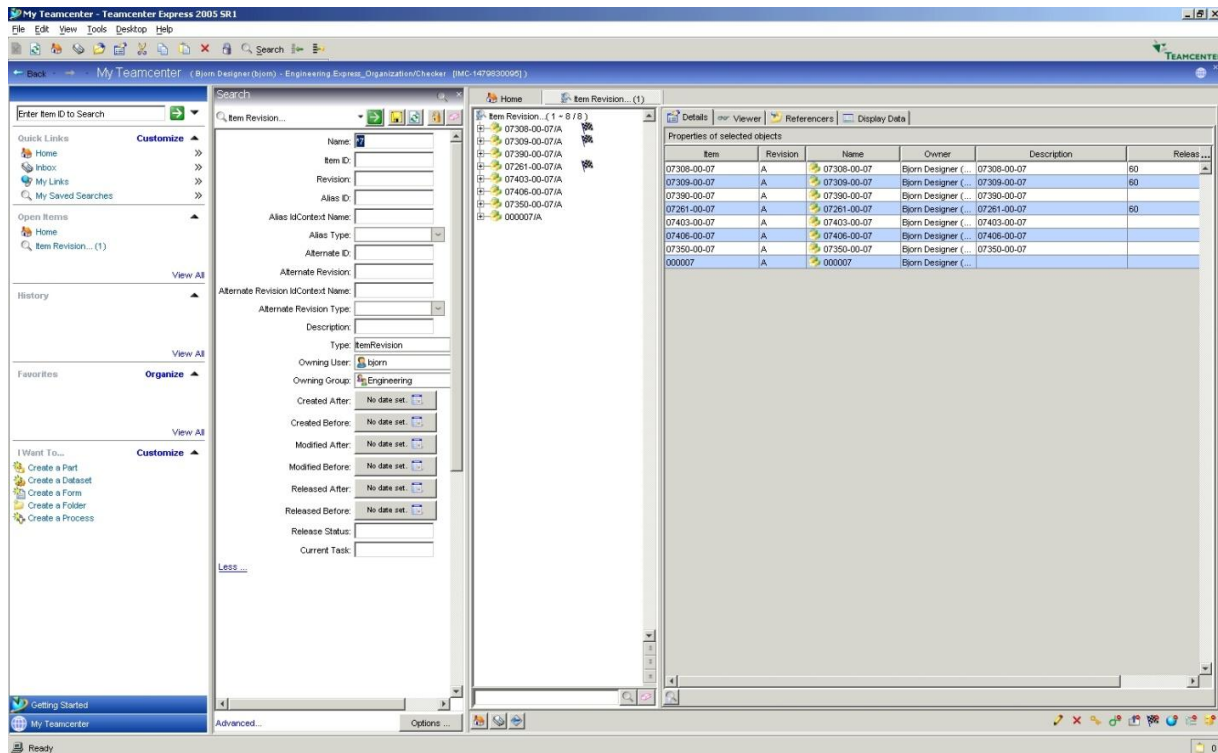 My Teamcenter - Teamcenter Express 2005 SR1
File Edit View Tools Desktop Help
Search
TEAMCENTER
Back My Teamcenter ( Bjorn Designer (bjorn) - Engineering.Express_Organization/Checker [IMC-1479830095] )
Enter Item ID to Search
Quick Links Customize
Home
Inbox
My Links
My Saved Searches
Open Items
Home
Item Revision... (1)
View All
History
View All
Favorites Organize
View All
I Want To... Customize
Create a Part
Create a Dataset
Create a Form
Create a Folder
Create a Process
Getting Started
My Teamcenter
Search
Item Revision...
Name:
Item ID:
Revision:
Alias ID:
Alias IdContext Name:
Alias Type:
Alternate ID:
Alternate Revision:
Alternate Revision IdContext Name:
Alternate Revision Type:
Description:
Type: ItemRevision
Owning User: bjorn
Owning Group: Engineering
Created After: No date set.
Created Before: No date set.
Modified After: No date set.
Modified Before: No date set.
Released After: No date set.
Released Before: No date set.
Release Status:
Current Task:
Less ...
Advanced... Options ...
Home Item Revision... (1)
Item Revision...( 1 - 8 / 8 )
07308-00-07/A
07309-00-07/A
07390-00-07/A
07261-00-07/A
07403-00-07/A
07406-00-07/A
07350-00-07/A
000007/A
Details Viewer Referencers Display Data
Properties of selected objects
Item Revision Name Owner Description Releas...
07308-00-07 A 07308-00-07 Bjorn Designer (... 07308-00-07 60
07309-00-07 A 07309-00-07 Bjorn Designer (... 07309-00-07 60
07390-00-07 A 07390-00-07 Bjorn Designer (... 07390-00-07
07261-00-07 A 07261-00-07 Bjorn Designer (... 07261-00-07 60
07403-00-07 A 07403-00-07 Bjorn Designer (... 07403-00-07
07406-00-07 A 07406-00-07 Bjorn Designer (... 07406-00-07
07350-00-07 A 07350-00-07 Bjorn Designer (... 07350-00-07
000007 A 000007 Bjorn Designer (...
Ready
0